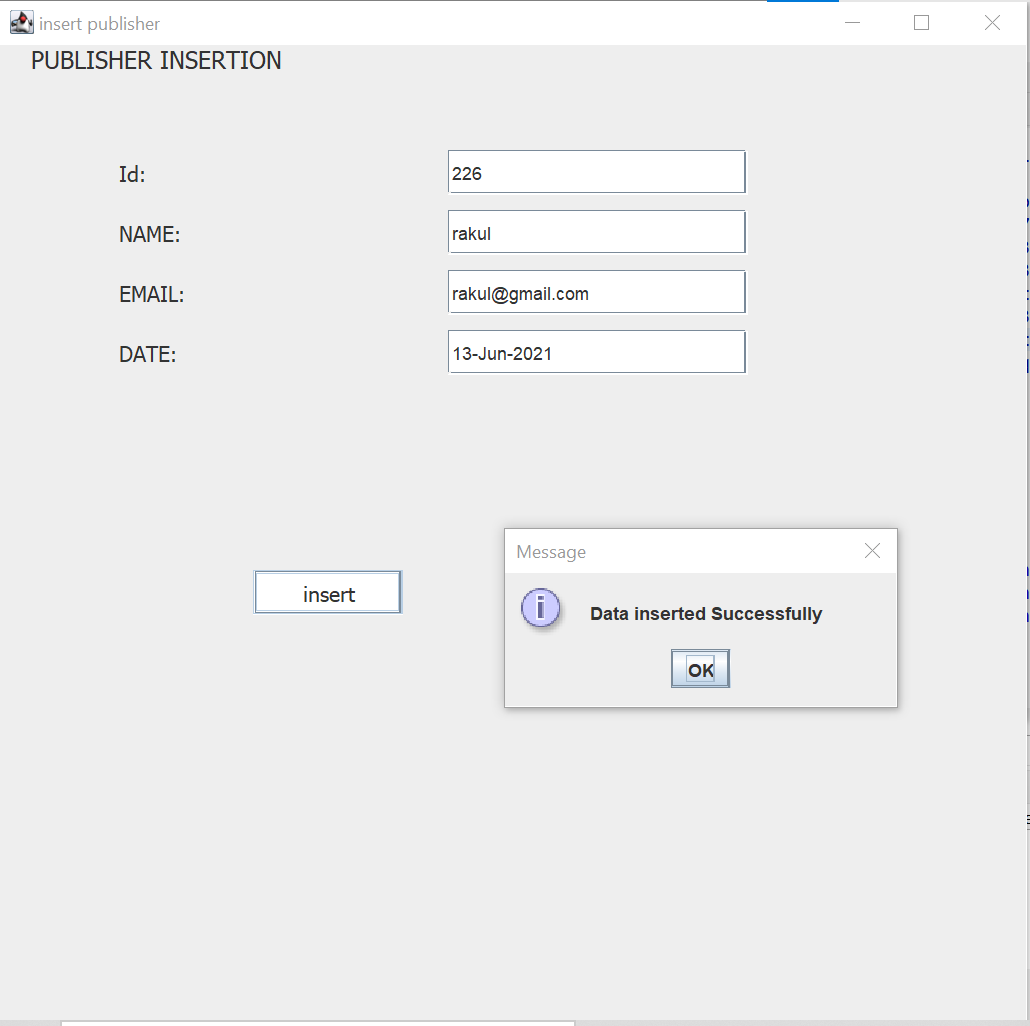 insert publisher
PUBLISHER INSERTION
Id: 226
NAME: rakul
EMAIL: rakul@gmail.com
DATE: 13-Jun-2021
insert
Message
Data inserted Successfully
OK